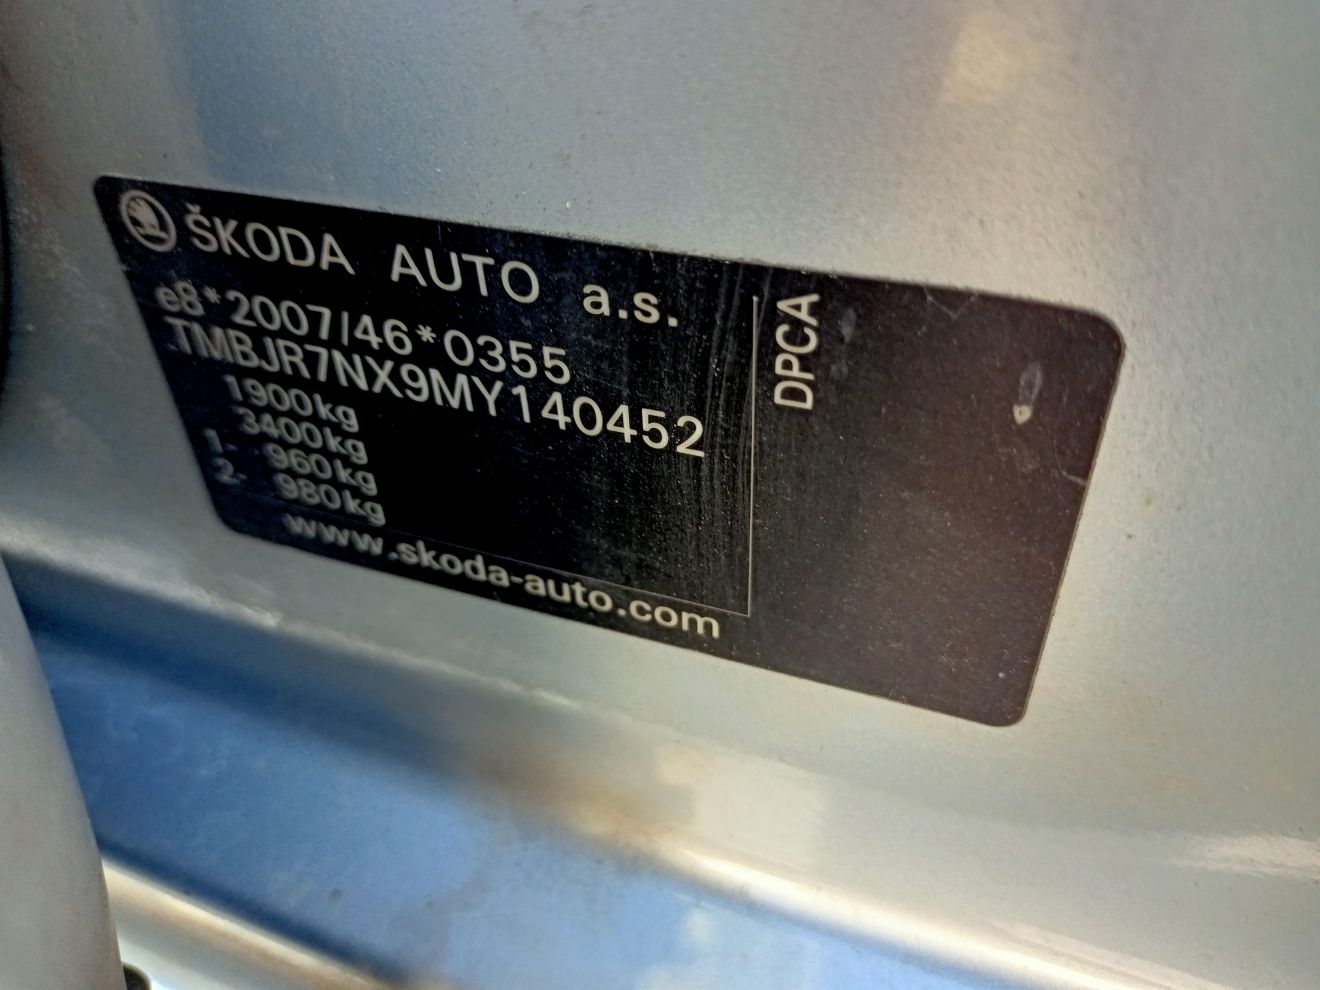 ŠKODA AUTO a.s.
e8*2007/46*0355
TMBJR7NX9MY140452
1900kg
3400kg
1- 960kg
2- 980kg
www.skoda-auto.com
DPCA